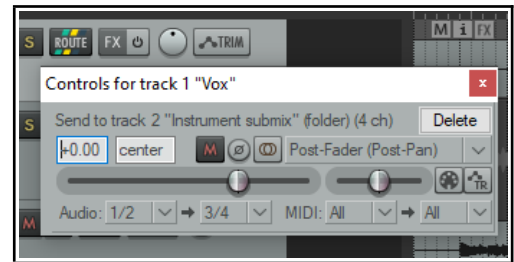 M i FX
S ROUTE FX TRIM
Controls for track 1 "Vox" x
S Send to track 2 "Instrument submix" (folder) (4 ch) Delete
+0.00 center M Ø Post-Fader (Post-Pan)
TR
M Audio: 1/2 → 3/4 MIDI: All → All